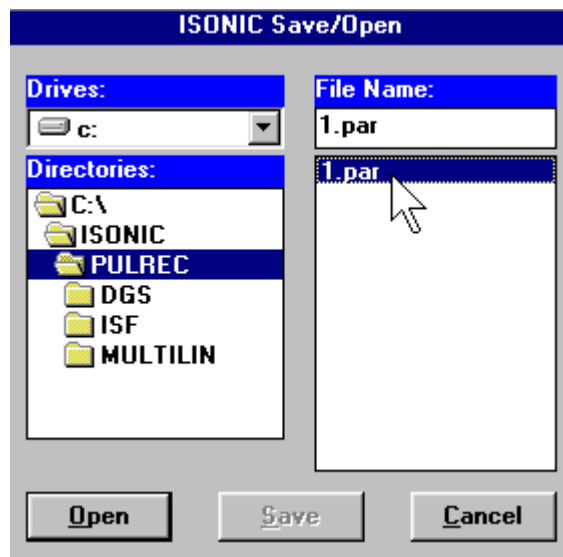 ISONIC Save/Open
Drives:
c:
Directories:
C:\
ISONIC
PULREC
DGS
ISF
MULTILIN
File Name:
1.par
1.par
Open
Save
Cancel